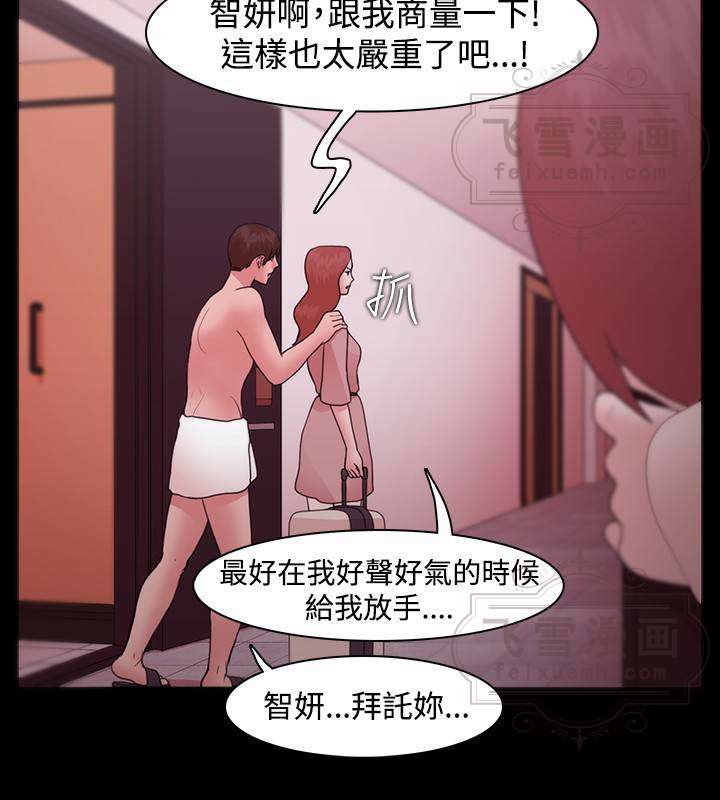 智妍啊，跟我商量一下！
這樣也太嚴重了吧...!
飞雪漫画
feixuemh.com
抓
最好在我好聲好氣的時候
給我放手....
飞雪漫画
feixuemh.com
智妍...拜託妳...